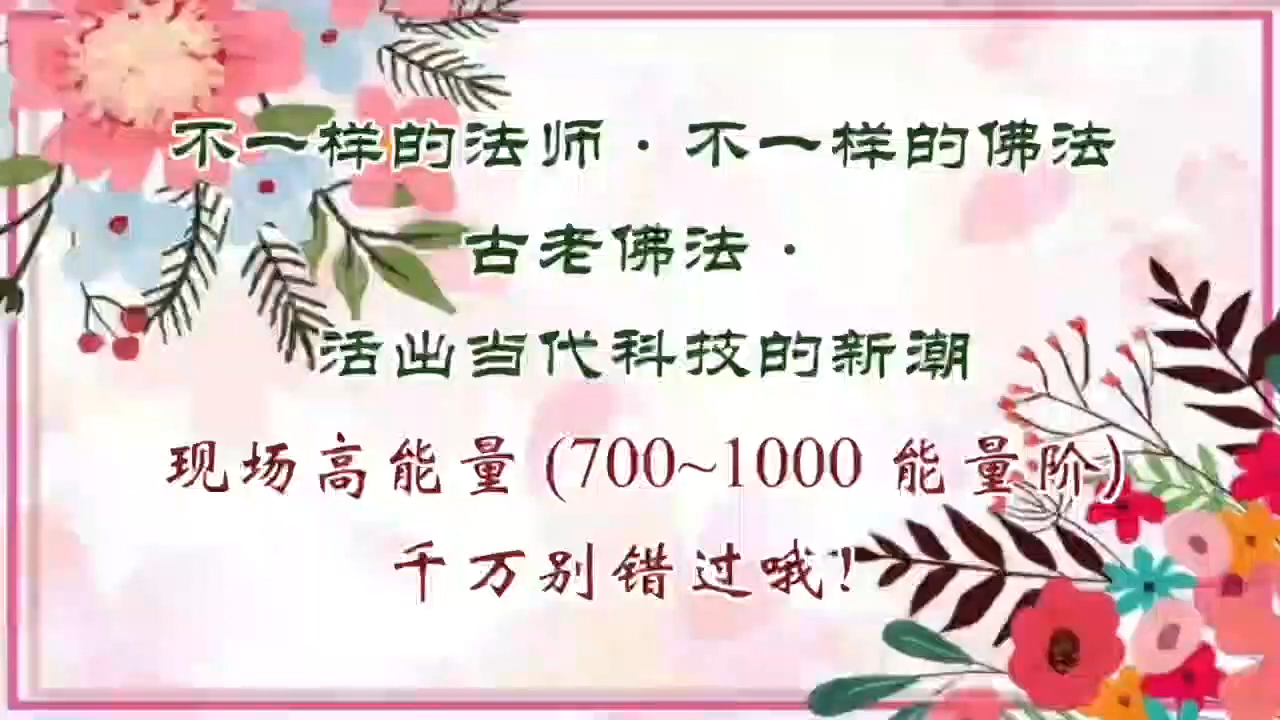 不一样的法师·不一样的佛法
古老佛法·
活出当代科技的新潮
现场高能量(700~1000 能量阶)
千万别错过哦!